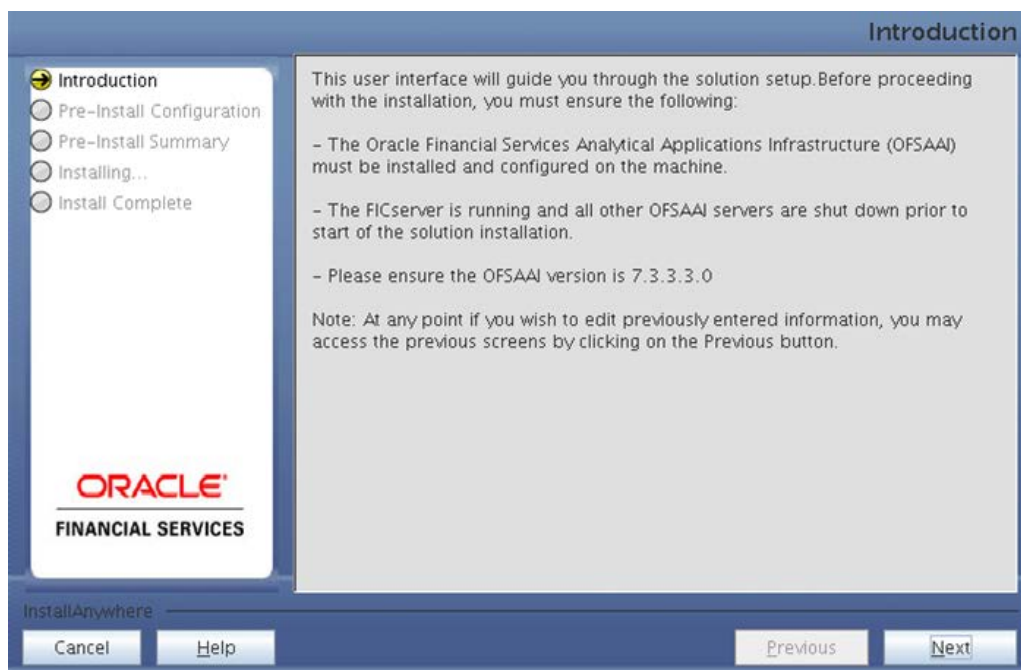 Introduction
Introduction
Pre-Install Configuration
Pre-Install Summary
Installing...
Install Complete
ORACLE
FINANCIAL SERVICES
This user interface will guide you through the solution setup.Before proceeding
with the installation, you must ensure the following:
- The Oracle Financial Services Analytical Applications Infrastructure (OFSAAI)
must be installed and configured on the machine.
- The FICserver is running and all other OFSAAI servers are shut down prior to
start of the solution installation.
- Please ensure the OFSAAI version is 7.3.3.3.0
Note: At any point if you wish to edit previously entered information, you may
access the previous screens by clicking on the Previous button.
InstallAnywhere
Cancel
Help
Previous
Next